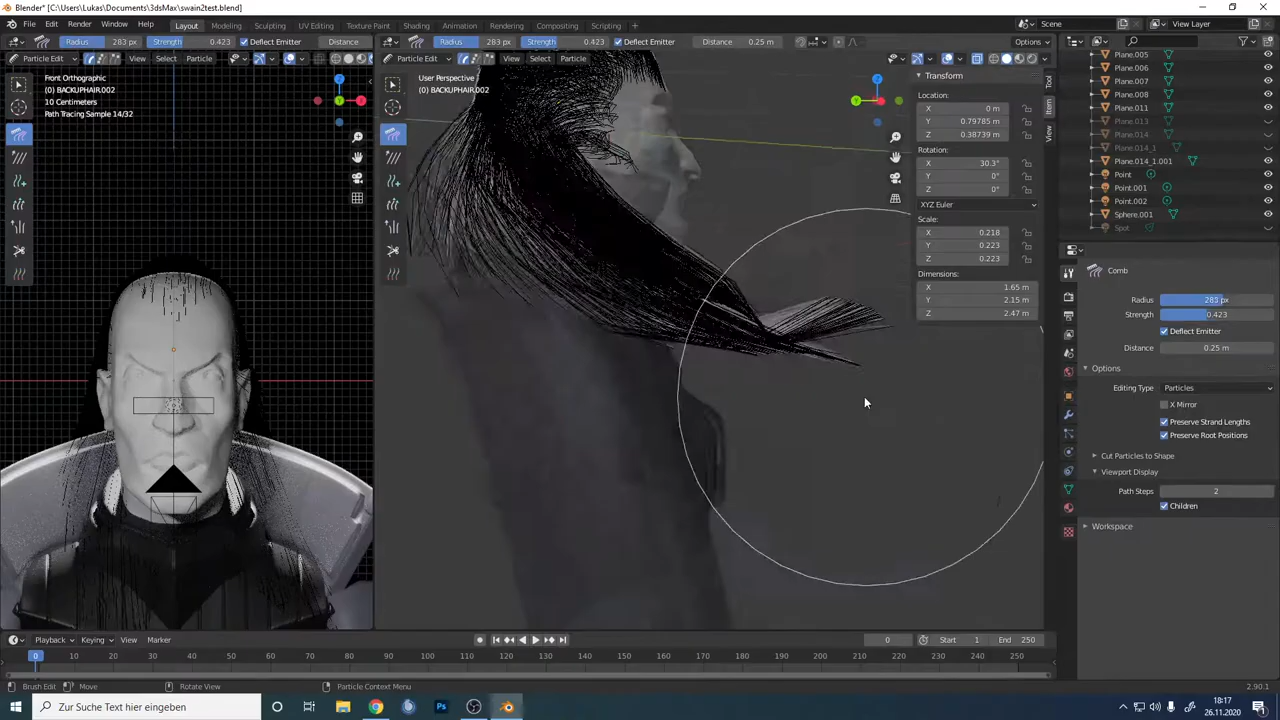 Blender* [C:\Users\Lukas\Documents\3dsMax\swain2test.blend]
File Edit Render Window Help Layout Modeling Sculpting UV Editing Texture Paint Shading Animation Rendering Compositing Scripting + Scene View Layer
Radius 283 px Strength 0.423 Deflect Emitter Distance
Radius 283 px Strength 0.423 Deflect Emitter Distance 0.25 m Options
Particle Edit View Select Particle
Particle Edit View Select Particle
Front Orthographic
(0) BACKUPHAIR.002
10 Centimeters
Path Tracing Sample 14/32
User Perspective
(0) BACKUPHAIR.002
Transform
Location:
X 0 m
Y 0.79785 m
Z 0.38739 m
Rotation:
X 30.3°
Y 0°
Z 0°
XYZ Euler
Scale:
X 0.218
Y 0.223
Z 0.223
Dimensions:
X 1.65 m
Y 2.15 m
Z 2.47 m
Tool
Item
View
Plane.005
Plane.006
Plane.007
Plane.008
Plane.011
Plane.013
Plane.014
Plane.014_1
Plane.014_1.001
Point
Point.001
Point.002
Sphere.001
Spot
Comb
Radius 283 px
Strength 0.423
Deflect Emitter
Distance 0.25 m
Options
Editing Type Particles
X Mirror
Preserve Strand Lengths
Preserve Root Positions
Cut Particles to Shape
Viewport Display
Path Steps 2
Children
Workspace
Playback Keying View Marker 0 Start 1 End 250
0 10 20 30 40 50 60 70 80 90 100 110 120 130 140 150 160 170 180 190 200 210 220 230 240 250
Brush Edit Move Rotate View Particle Context Menu 2.90.1
Zur Suche Text hier eingeben
18:17
26.11.2020